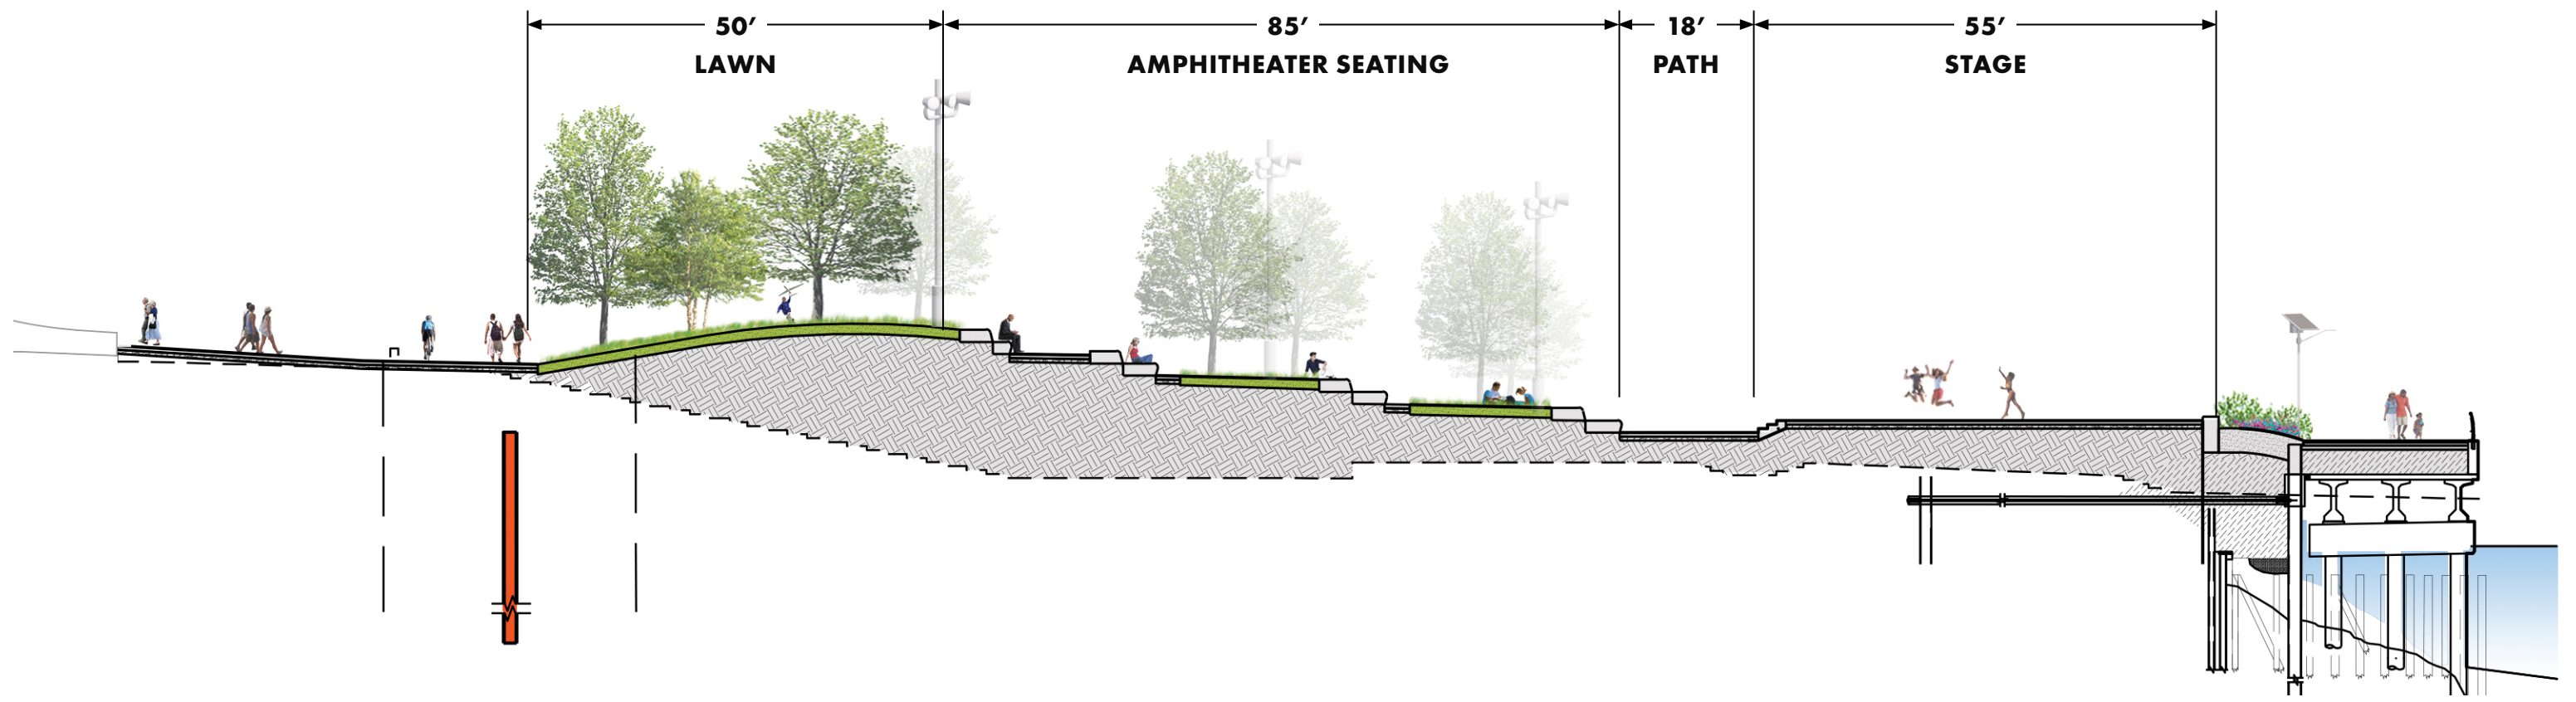 50’ 85’ 18’ 55’
LAWN AMPHITHEATER SEATING PATH STAGE